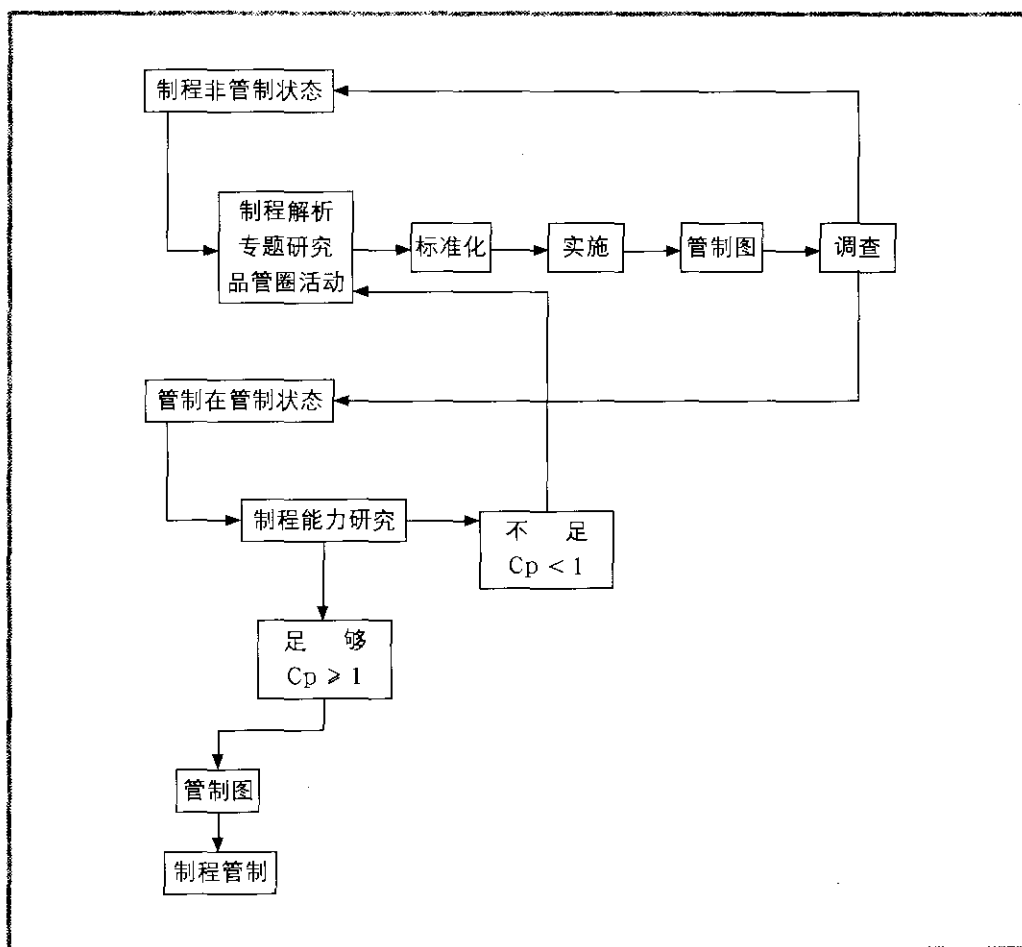 制程非管制状态
制程解析
专题研究
品管圈活动
标准化
实施
管制图
调查
管制在管制状态
制程能力研究
不 足
Cp < 1
足 够
Cp ⩾ 1
管制图
制程管制